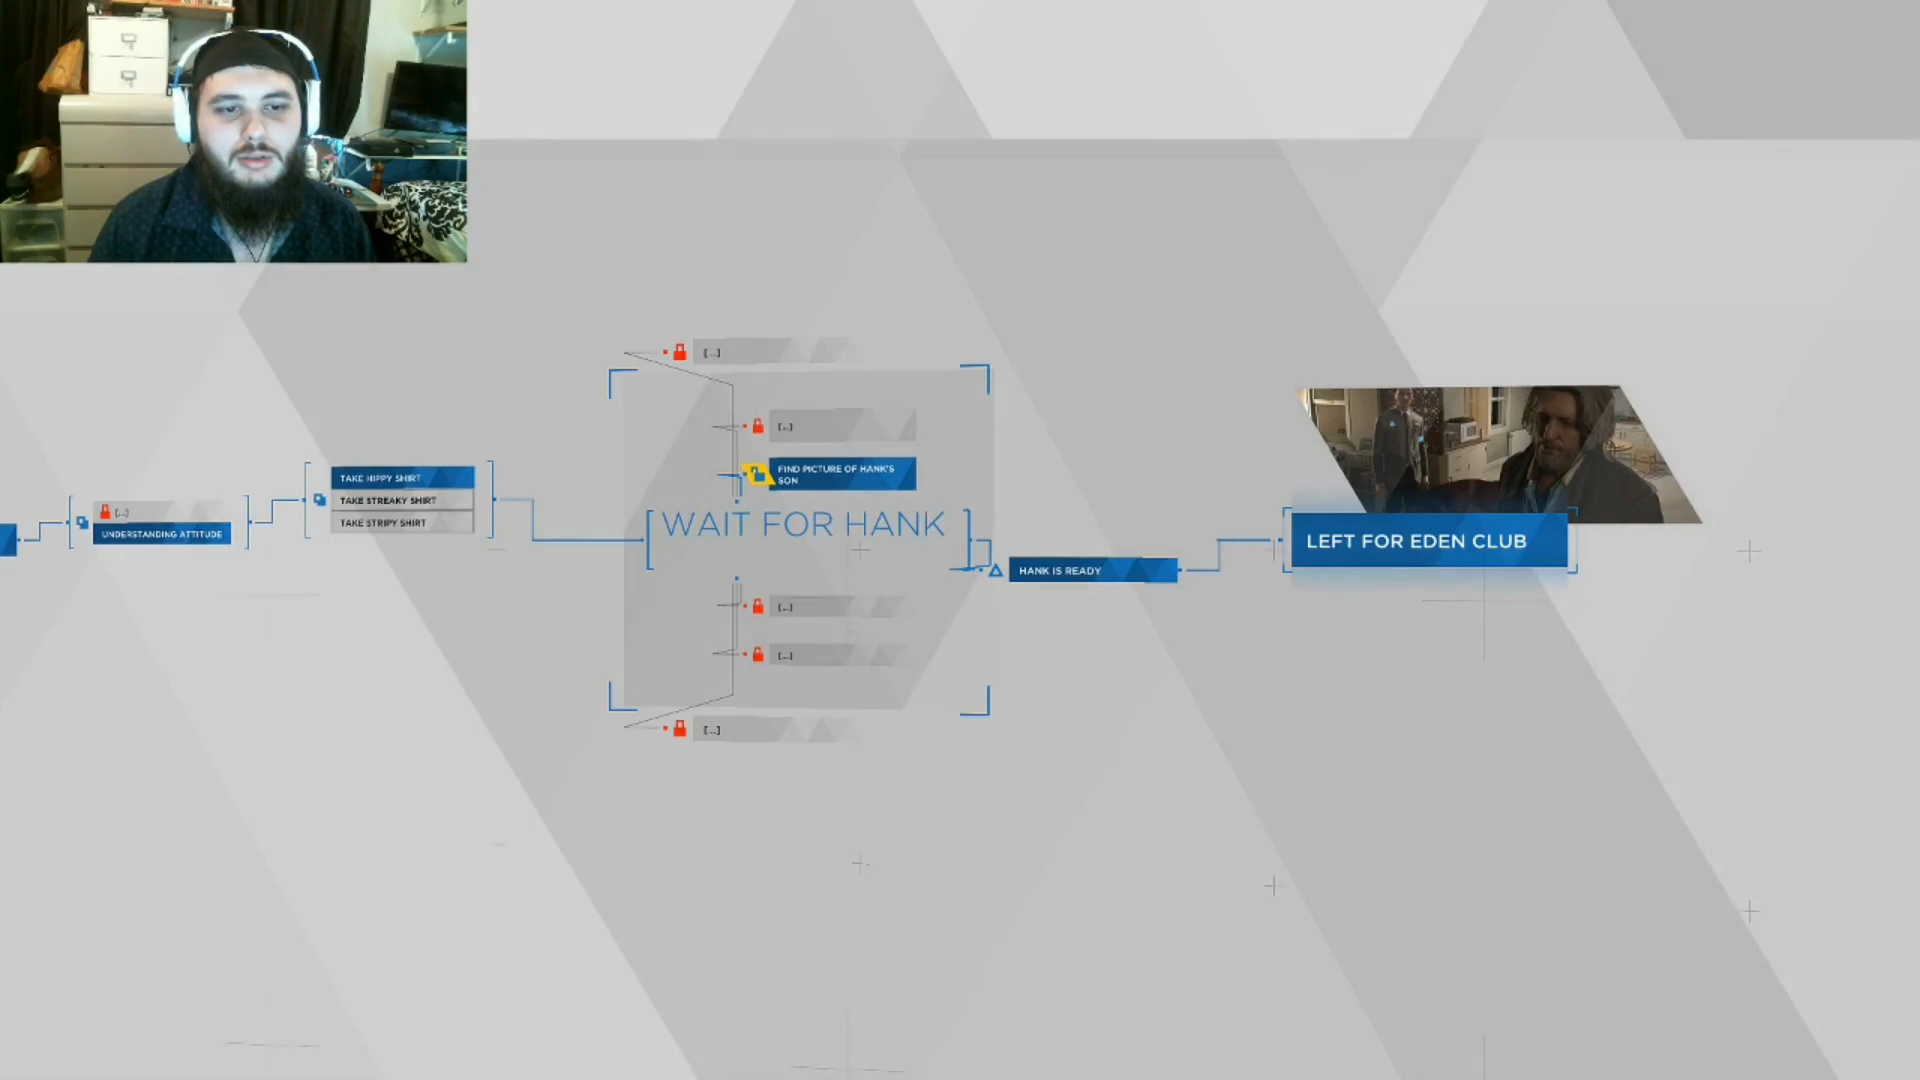 [...]
UNDERSTANDING ATTITUDE
TAKE HIPPY SHIRT
TAKE STREAKY SHIRT
TAKE STRIPY SHIRT
[...]
[...]
FIND PICTURE OF HANK'S
SON
WAIT FOR HANK
[...]
[...]
[...]
HANK IS READY
LEFT FOR EDEN CLUB